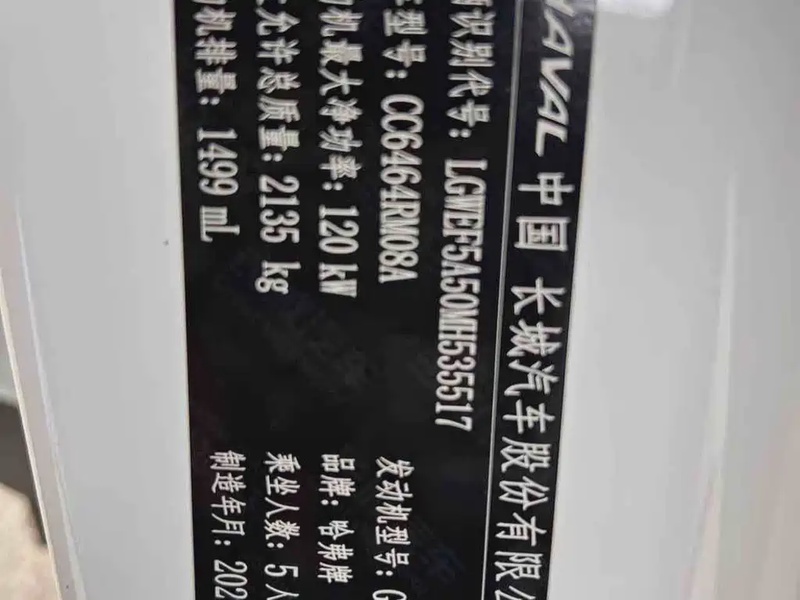 HAVAL 中国 长城汽车股份有限公
识别代号: LGWEF5A50MH535517
型号: CC6464RM08A
发动机型号: G
机最大净功率: 120 kW
品牌: 哈弗牌
允许总质量: 2135 kg
乘坐人数: 5人
机排量: 1499 mL
制造年月: 202